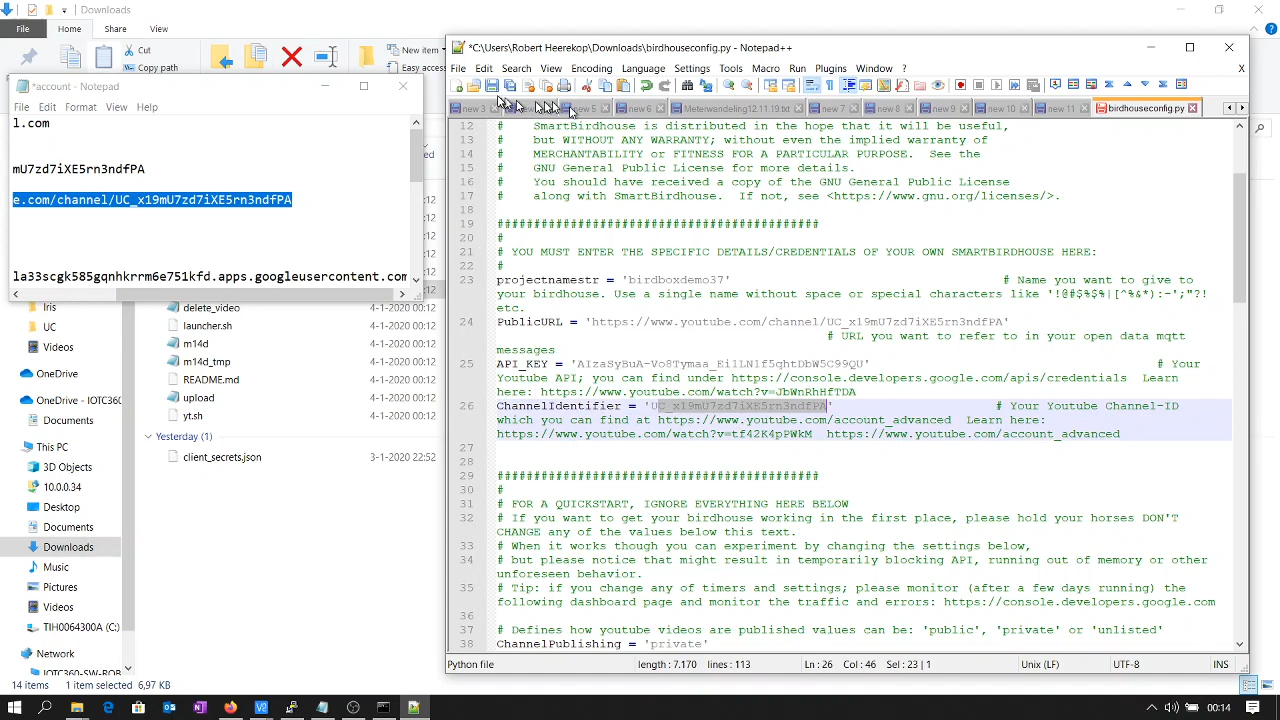 Downloads
File Home Share View
Cut
Copy path
New item
Easy access
*account - Notepad
File Edit Format View Help
l.com
mU7zd7iXE5rn3ndfPA
e.com/channel/UC_x19mU7zd7iXE5rn3ndfPA
la33scgk585gqnhkrrm6e751kfd.apps.googleusercontent.com
Iris
UC
Videos
OneDrive
OneDrive - IOTC360
Documents
This PC
3D Objects
10.0.0.34
Desktop
Documents
Downloads
Music
Pictures
Videos
TIH0064300A (C:)
Network
IOTC360-SW-ROB
delete_video 4-1-2020 00:12
launcher.sh 4-1-2020 00:12
m14d 4-1-2020 00:12
m14d_tmp 4-1-2020 00:12
README.md 4-1-2020 00:12
upload 4-1-2020 00:12
yt.sh 4-1-2020 00:12
Yesterday (1)
client_secrets.json 3-1-2020 22:52
14 items 1 item selected 6,97 KB
*C:\Users\Robert Heerekop\Downloads\birdhouseconfig.py - Notepad++
File Edit Search View Encoding Language Settings Tools Macro Run Plugins Window ? X
new 3 new 5 new 6 Meterwandeling12.11.19.txt new 7 new 8 new 9 new 10 new 11 birdhouseconfig.py
12 # SmartBirdhouse is distributed in the hope that it will be useful,
13 # but WITHOUT ANY WARRANTY; without even the implied warranty of
14 # MERCHANTABILITY or FITNESS FOR A PARTICULAR PURPOSE. See the
15 # GNU General Public License for more details.
16 # You should have received a copy of the GNU General Public License
17 # along with SmartBirdhouse. If not, see <https://www.gnu.org/licenses/>.
18
19 ###########################################
20 #
21 # YOU MUST ENTER THE SPECIFIC DETAILS/CREDENTIALS OF YOUR OWN SMARTBIRDHOUSE HERE:
22 #
23 projectnamestr = 'birdboxdemo37' # Name you want to give to
your birdhouse. Use a single name without space or special characters like '!@#$%$%|[^%&*):~';"?!
etc.
24 PublicURL = 'https://www.youtube.com/channel/UC_x19mU7zd7iXE5rn3ndfPA'
# URL you want to refer to in your open data mqtt
messages
25 API_KEY = 'AIzaSyBuA-Vo8Tymaa_EilLN1f5qhtDbW5C99QU' # Your
Youtube API; you can find under https://console.developers.google.com/apis/credentials Learn
here: https://www.youtube.com/watch?v=JbWnRhHfTDA
26 ChannelIdentifier = 'UC_x19mU7zd7iXE5rn3ndfPA' # Your Youtube Channel-ID
which you can find at https://www.youtube.com/account_advanced Learn here:
https://www.youtube.com/watch?v=tf42K4pPWkM https://www.youtube.com/account_advanced
27
28
29 ###########################################
30 #
31 # FOR A QUICKSTART, IGNORE EVERYTHING HERE BELOW
32 # If you want to get your birdhouse working in the first place, please hold your horses DON'T
CHANGE any of the values below this text.
33 # When it works though you can experiment by changing the settings below,
34 # but please notice that might result in temporarily blocking API, running out of memory or other
unforeseen behavior.
35 # Tip: if you change any of timers and settings; please monitor (after a few days running) the
following dashboard page and monitor the traffic and errors: https://console.developers.google.com
36
37 # Defines how youtube videos are published values can be: 'public', 'private' or 'unlisted'
38 ChannelPublishing = 'private'
Python file length : 7.170 lines : 113 Ln : 26 Col : 46 Sel : 23 | 1 Unix (LF) UTF-8 INS
00:14